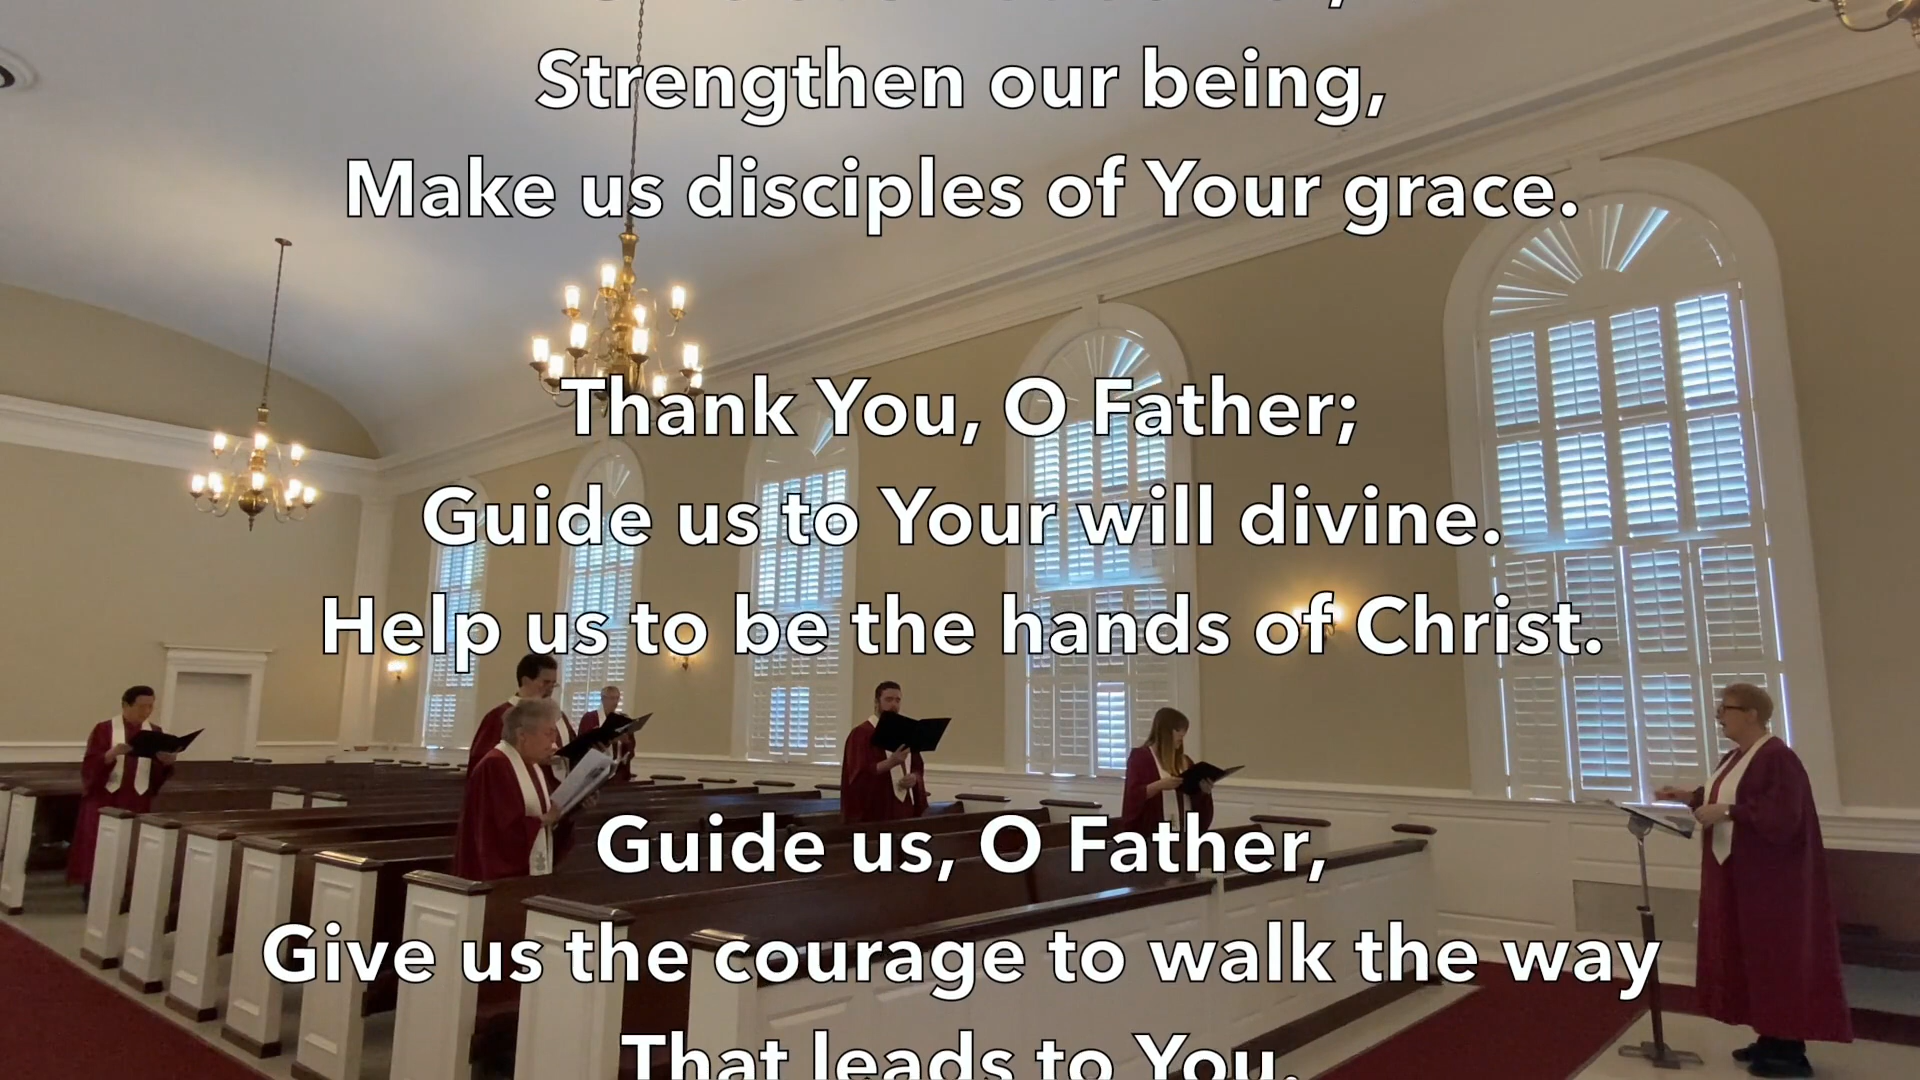 Strengthen our being,
Make us disciples of Your grace.
Thank You, O Father;
Guide us to Your will divine.
Help us to be the hands of Christ.
Guide us, O Father,
Give us the courage to walk the way
That leads to You.